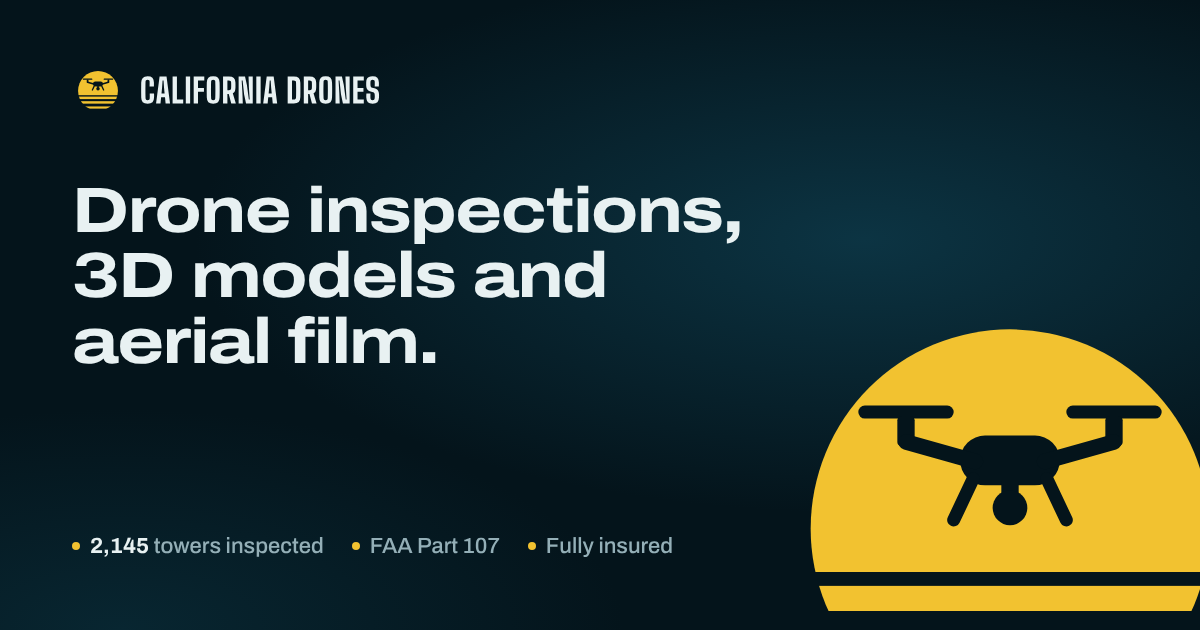 CALIFORNIA DRONES
Drone inspections,
3D models and
aerial film.
2,145 towers inspected
FAA Part 107
Fully insured